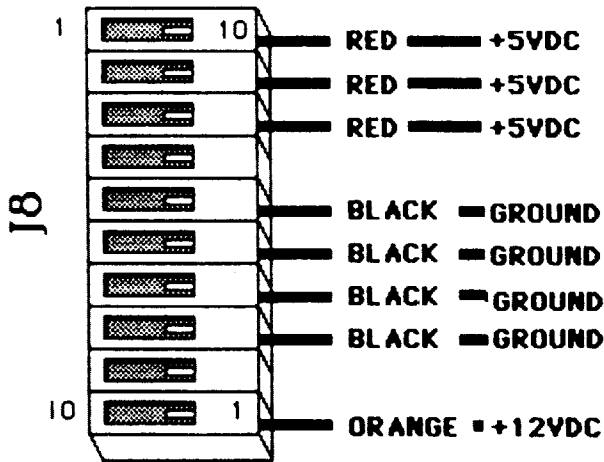 1 10 RED +5VDC
RED +5VDC
RED +5VDC
J8
BLACK GROUND
BLACK GROUND
BLACK GROUND
BLACK GROUND
10 1 ORANGE +12VDC